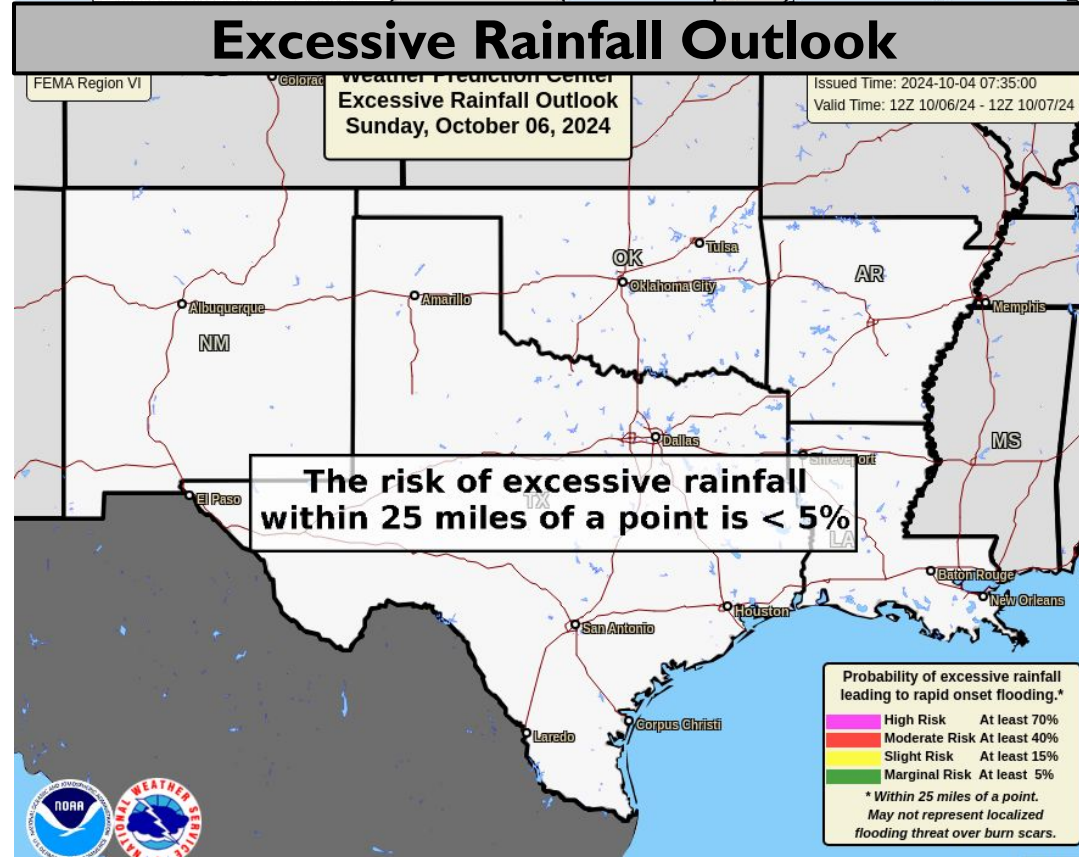 Excessive Rainfall Outlook
FEMA Region VI
Weather Prediction Center
Excessive Rainfall Outlook
Sunday, October 06, 2024
Issued Time: 2024-10-04 07:35:00
Valid Time: 12Z 10/06/24 - 12Z 10/07/24
Tulsa
OK
Oklahoma City
AR
Albuquerque
Amarillo
Memphis
NM
Dallas
MS
Shreveport
The risk of excessive rainfall
within 25 miles of a point is < 5%
El Paso
TX
LA
Baton Rouge
New Orleans
Houston
San Antonio
Corpus Christi
Laredo
Probability of excessive rainfall
leading to rapid onset flooding.*
High Risk At least 70%
Moderate Risk At least 40%
Slight Risk At least 15%
Marginal Risk At least 5%
* Within 25 miles of a point.
May not represent localized
flooding threat over burn scars.
NOAA
NATIONAL WEATHER SERVICE